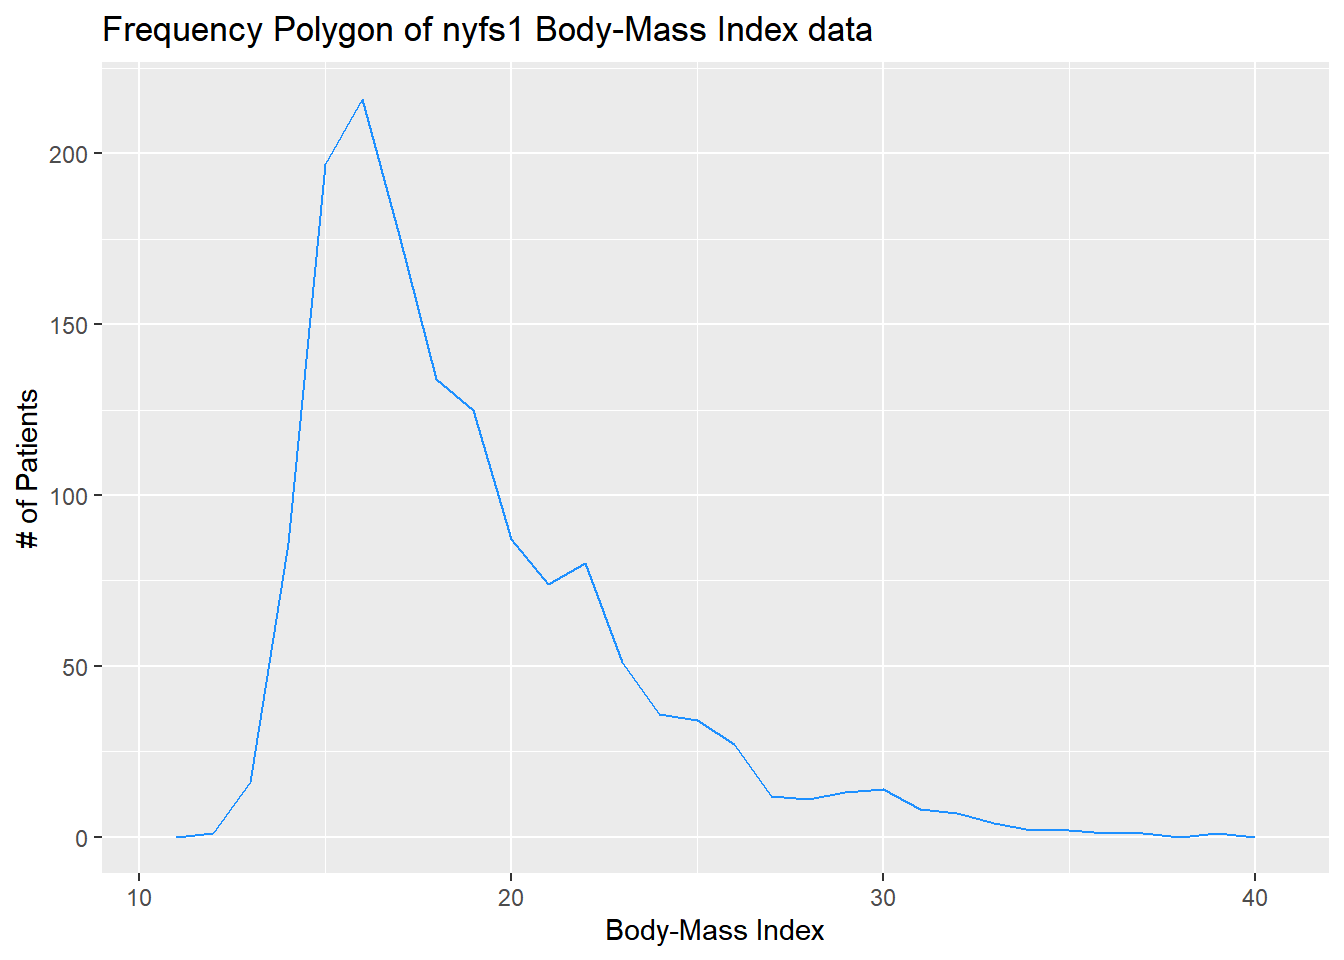 Frequency Polygon of nyfs1 Body-Mass Index data
200
150
100
50
0
# of Patients
10 20 30 40
Body-Mass Index